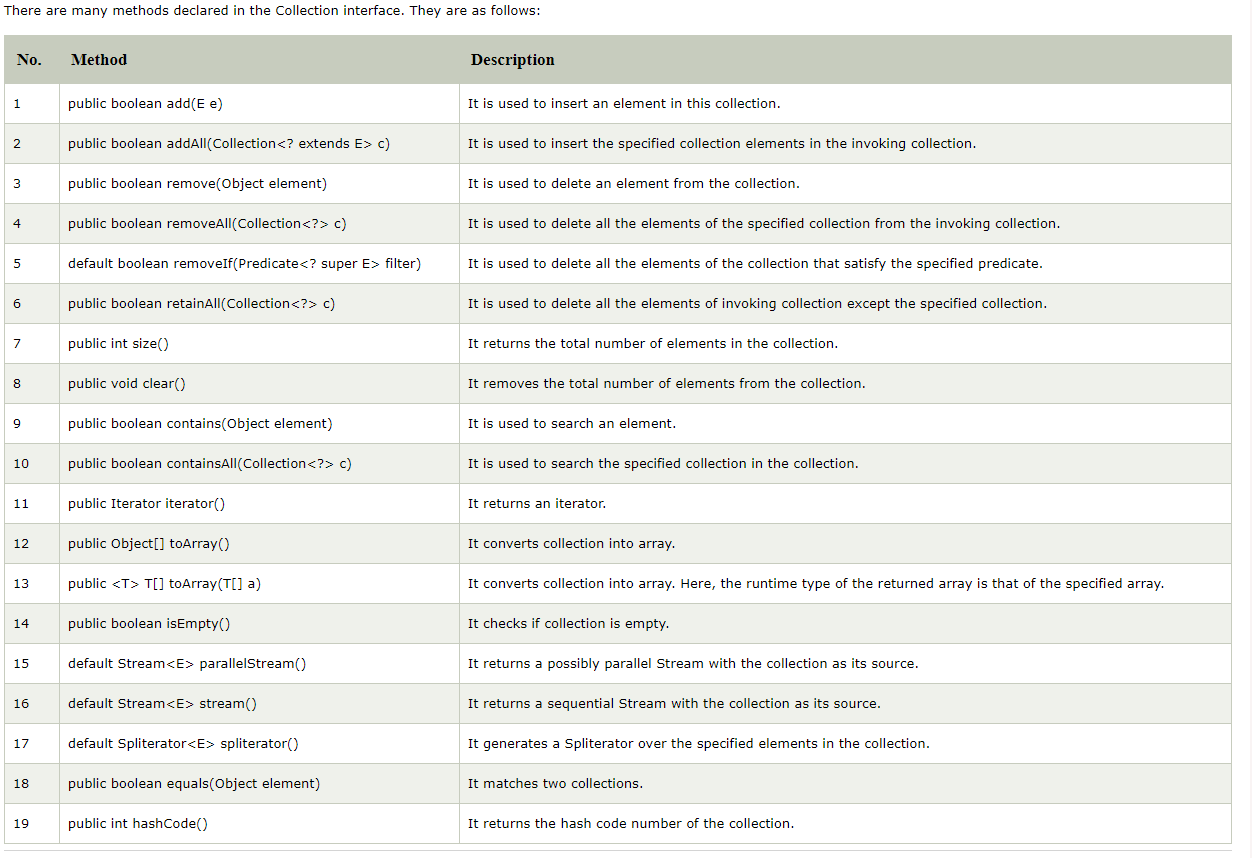 There are many methods declared in the Collection interface. They are as follows:
No. Method Description
1 public boolean add(E e) It is used to insert an element in this collection.
2 public boolean addAll(Collection<? extends E> c) It is used to insert the specified collection elements in the invoking collection.
3 public boolean remove(Object element) It is used to delete an element from the collection.
4 public boolean removeAll(Collection<?> c) It is used to delete all the elements of the specified collection from the invoking collection.
5 default boolean removeIf(Predicate<? super E> filter) It is used to delete all the elements of the collection that satisfy the specified predicate.
6 public boolean retainAll(Collection<?> c) It is used to delete all the elements of invoking collection except the specified collection.
7 public int size() It returns the total number of elements in the collection.
8 public void clear() It removes the total number of elements from the collection.
9 public boolean contains(Object element) It is used to search an element.
10 public boolean containsAll(Collection<?> c) It is used to search the specified collection in the collection.
11 public Iterator iterator() It returns an iterator.
12 public Object[] toArray() It converts collection into array.
13 public <T> T[] toArray(T[] a) It converts collection into array. Here, the runtime type of the returned array is that of the specified array.
14 public boolean isEmpty() It checks if collection is empty.
15 default Stream<E> parallelStream() It returns a possibly parallel Stream with the collection as its source.
16 default Stream<E> stream() It returns a sequential Stream with the collection as its source.
17 default Spliterator<E> spliterator() It generates a Spliterator over the specified elements in the collection.
18 public boolean equals(Object element) It matches two collections.
19 public int hashCode() It returns the hash code number of the collection.